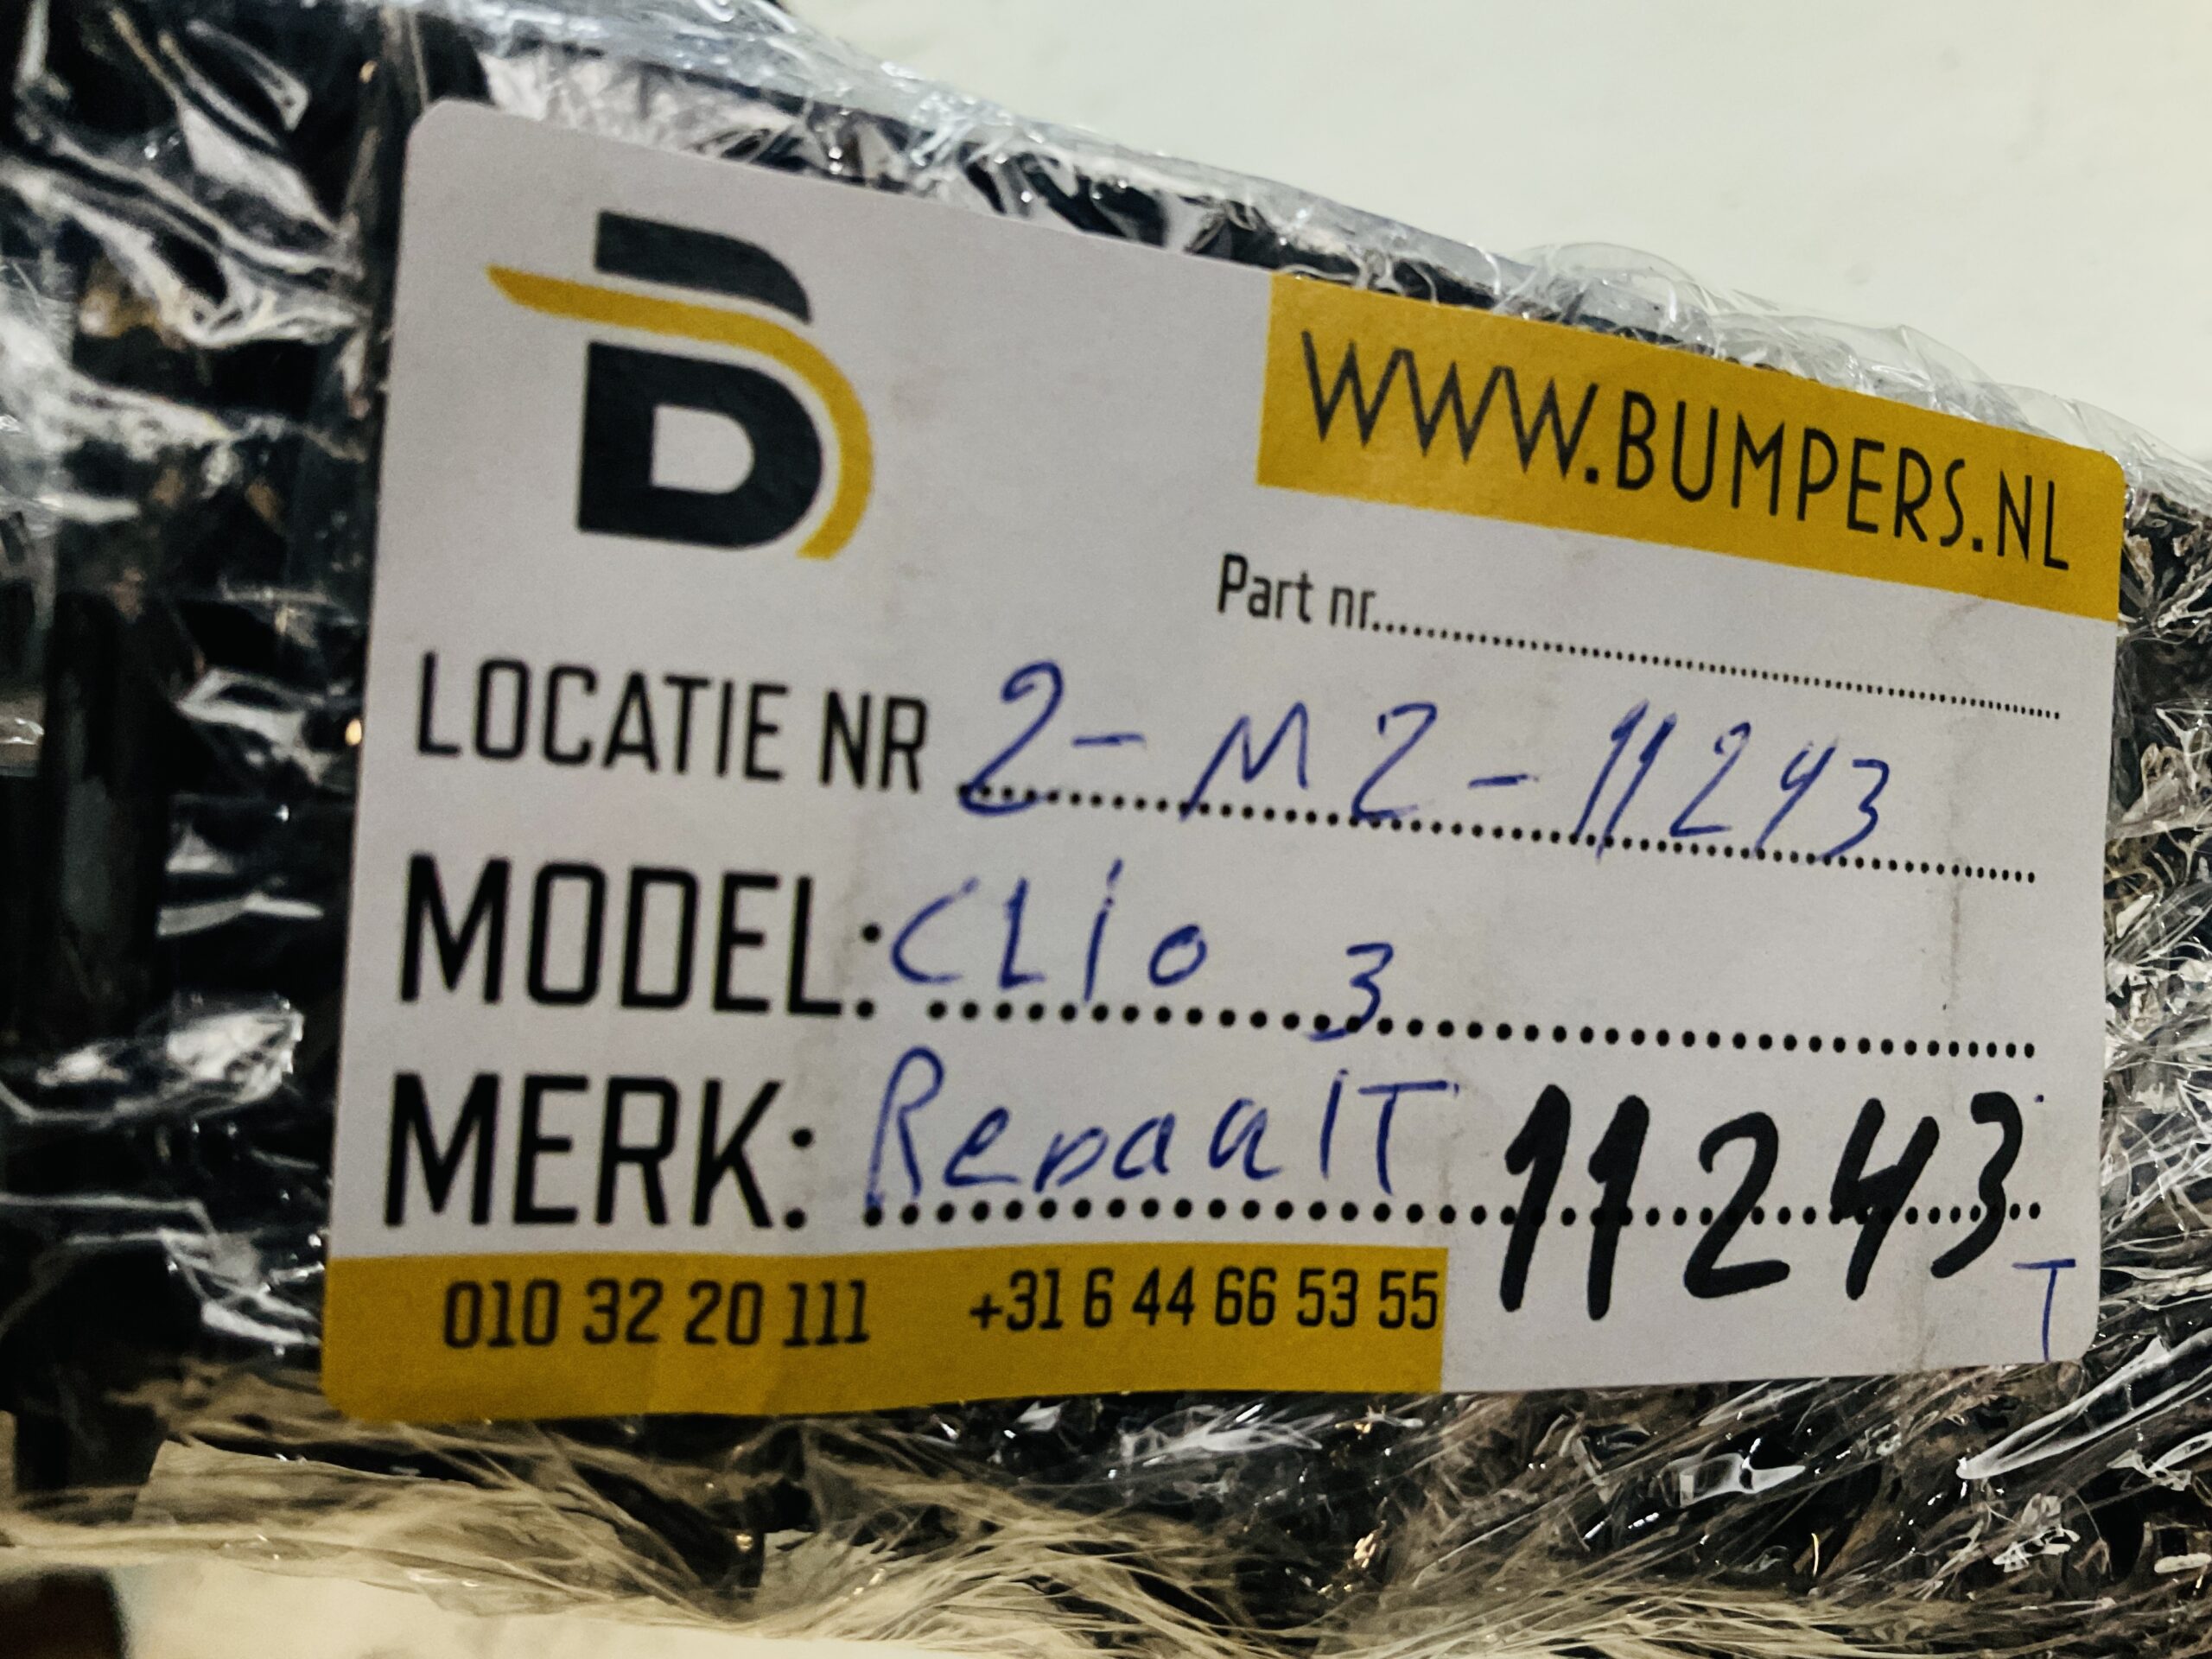 B
WWW.BUMPERS.NL
Part nr..........
LOCATIE NR 2-M2-11243
MODEL: CLio 3
MERK: RenaulT 11243
T
010 32 20 111 +31 6 44 66 53 55